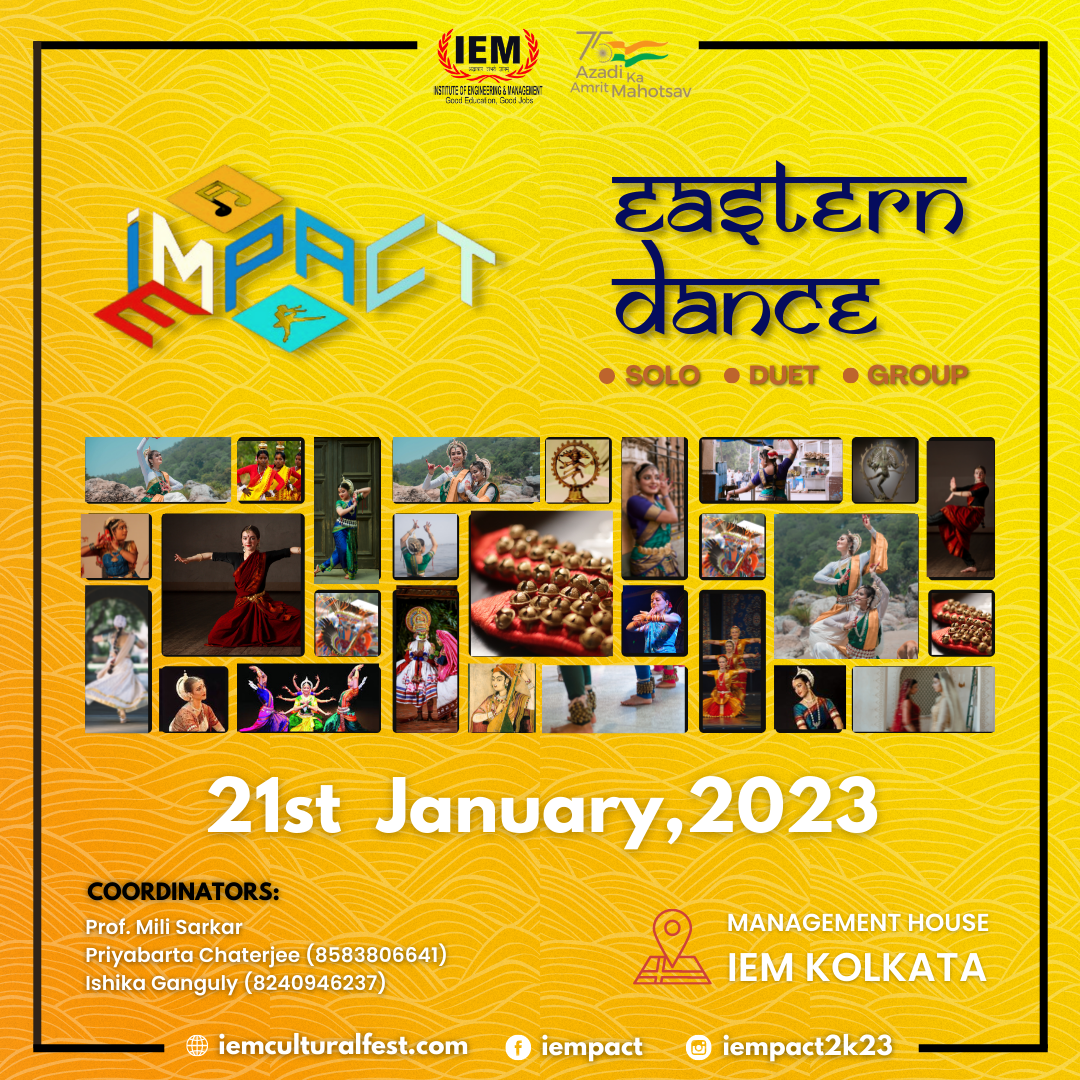 IEM
INSTITUTE OF ENGINEERING & MANAGEMENT
Good Education, Good Jobs
75
Azadi Ka
Amrit Mahotsav
iEMPACT
eastern
dance
• SOLO • DUET • GROUP
21st January,2023
COORDINATORS:
Prof. Mili Sarkar
Priyabarta Chaterjee (8583806641)
Ishika Ganguly (8240946237)
MANAGEMENT HOUSE
IEM KOLKATA
iemculturalfest.com
iempact
iempact2k23